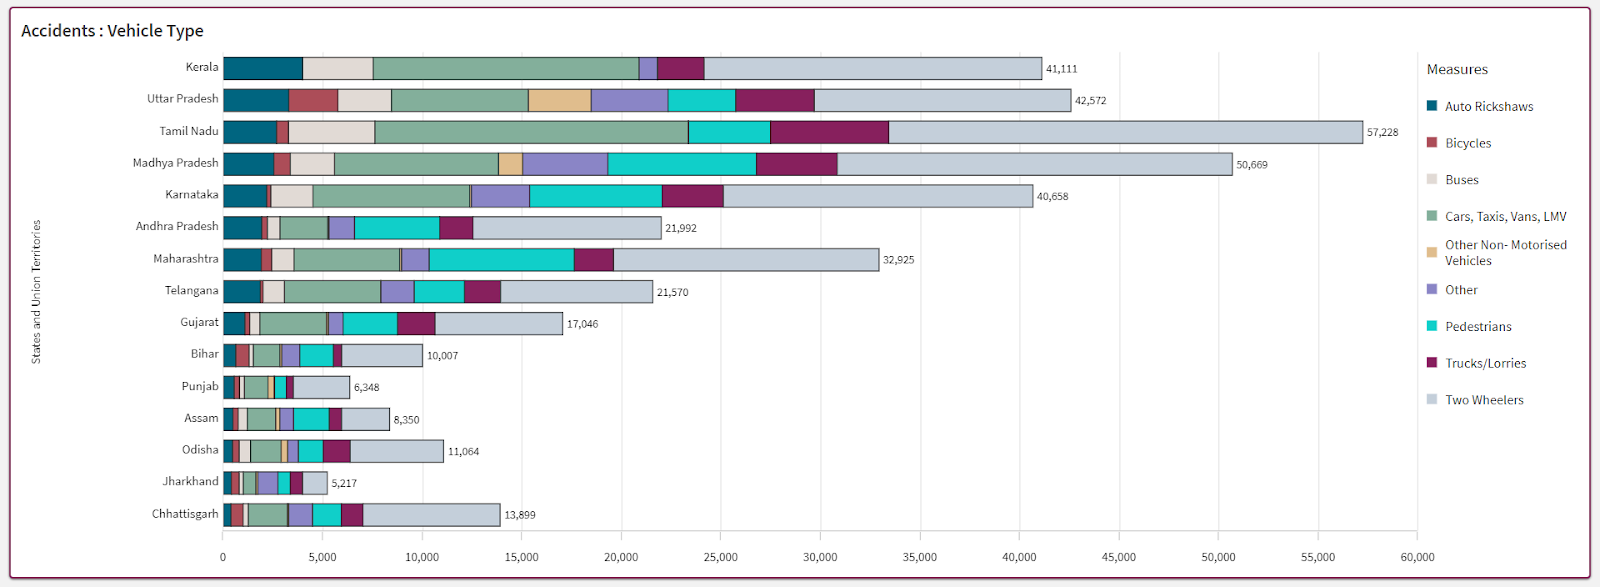 Accidents : Vehicle Type
States and Union Territories
Kerala 41,111
Uttar Pradesh 42,572
Tamil Nadu 57,228
Madhya Pradesh 50,669
Karnataka 40,658
Andhra Pradesh 21,992
Maharashtra 32,925
Telangana 21,570
Gujarat 17,046
Bihar 10,007
Punjab 6,348
Assam 8,350
Odisha 11,064
Jharkhand 5,217
Chhattisgarh 13,899
0 5,000 10,000 15,000 20,000 25,000 30,000 35,000 40,000 45,000 50,000 55,000 60,000
Measures
Auto Rickshaws
Bicycles
Buses
Cars, Taxis, Vans, LMV
Other Non- Motorised
Vehicles
Other
Pedestrians
Trucks/Lorries
Two Wheelers